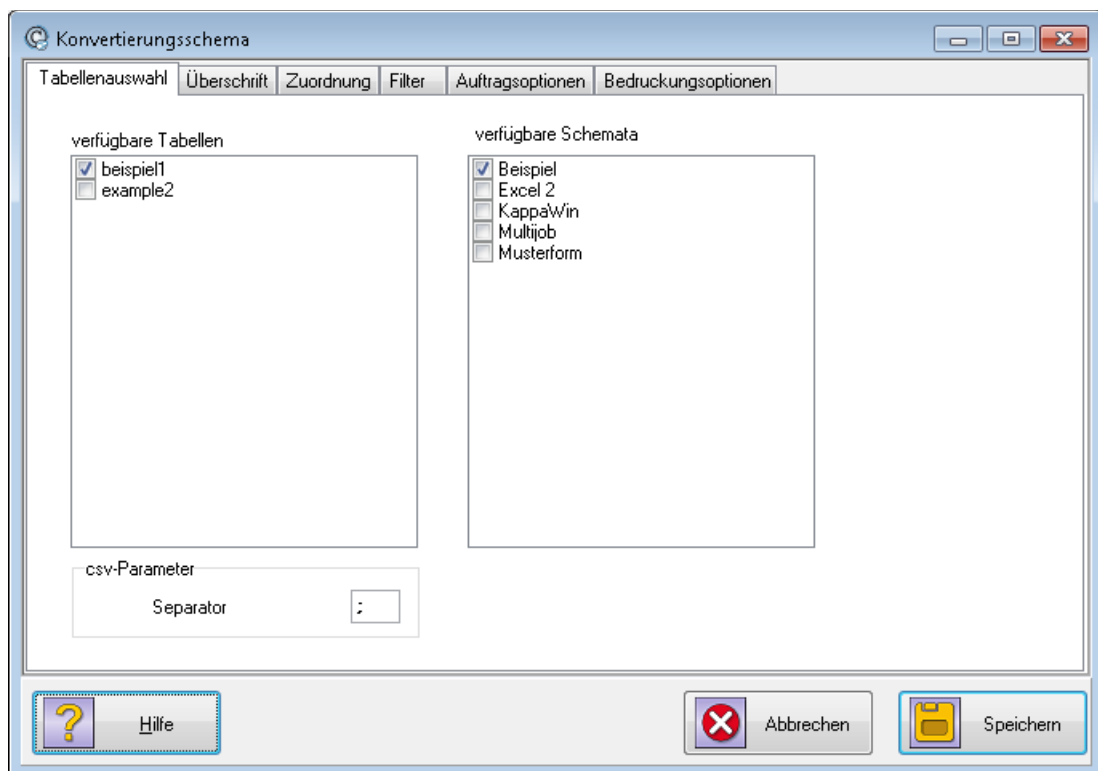 Konvertierungsschema
Tabellenauswahl Überschrift Zuordnung Filter Auftragsoptionen Bedruckungsoptionen
verfügbare Tabellen
beispiel1
example2
verfügbare Schemata
Beispiel
Excel 2
KappaWin
Multijob
Musterform
csv-Parameter
Separator ;
Hilfe Abbrechen Speichern